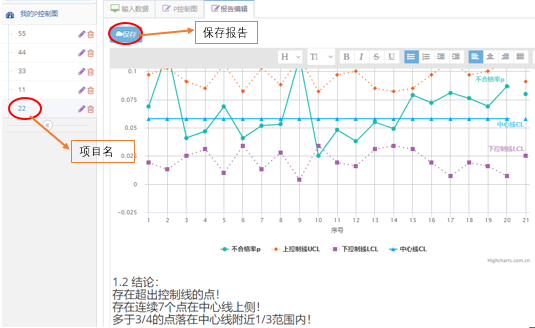 我的P控制图
55
44
33
11
22
项目名
输入数据
P控制图
报告编辑
保存
保存报告
H
T|
B I S U
0.1
0.075
0.05
0.025
0
-0.025
不合格率p
中心线CL
下控制线LCL
1 2 3 4 5 6 7 8 9 10 11 12 13 14 15 16 17 18 19 20 21
序号
不合格率p 上控制线UCL 下控制线LCL 中心线CL
Highcharts.com.cn
1.2 结论：
存在超出控制线的点！
存在连续7个点在中心线上侧！
多于3/4的点落在中心线附近1/3范围内！